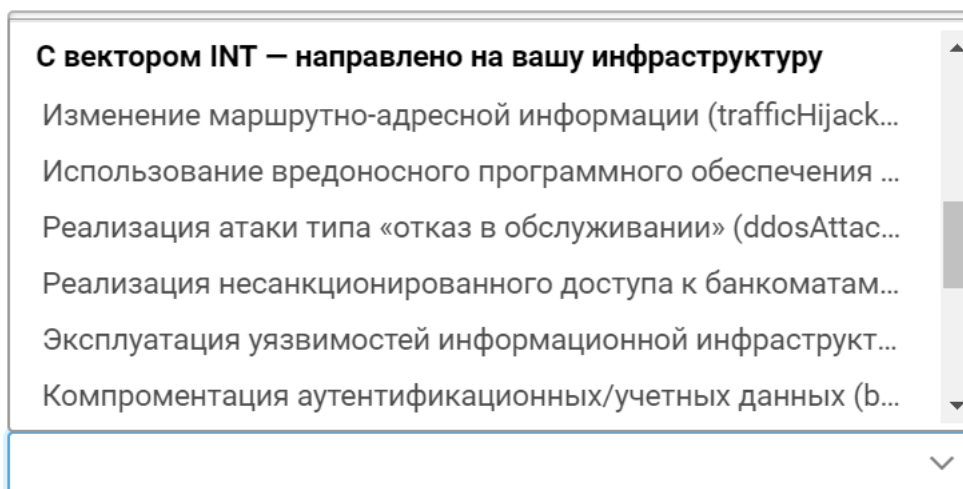 С вектором INT — направлено на вашу инфраструктуру
Изменение маршрутно-адресной информации (trafficHijack...
Использование вредоносного программного обеспечения ...
Реализация атаки типа «отказ в обслуживании» (ddosAttac...
Реализация несанкционированного доступа к банкоматам...
Эксплуатация уязвимостей информационной инфраструкт...
Компроментация аутентификационных/учетных данных (b...